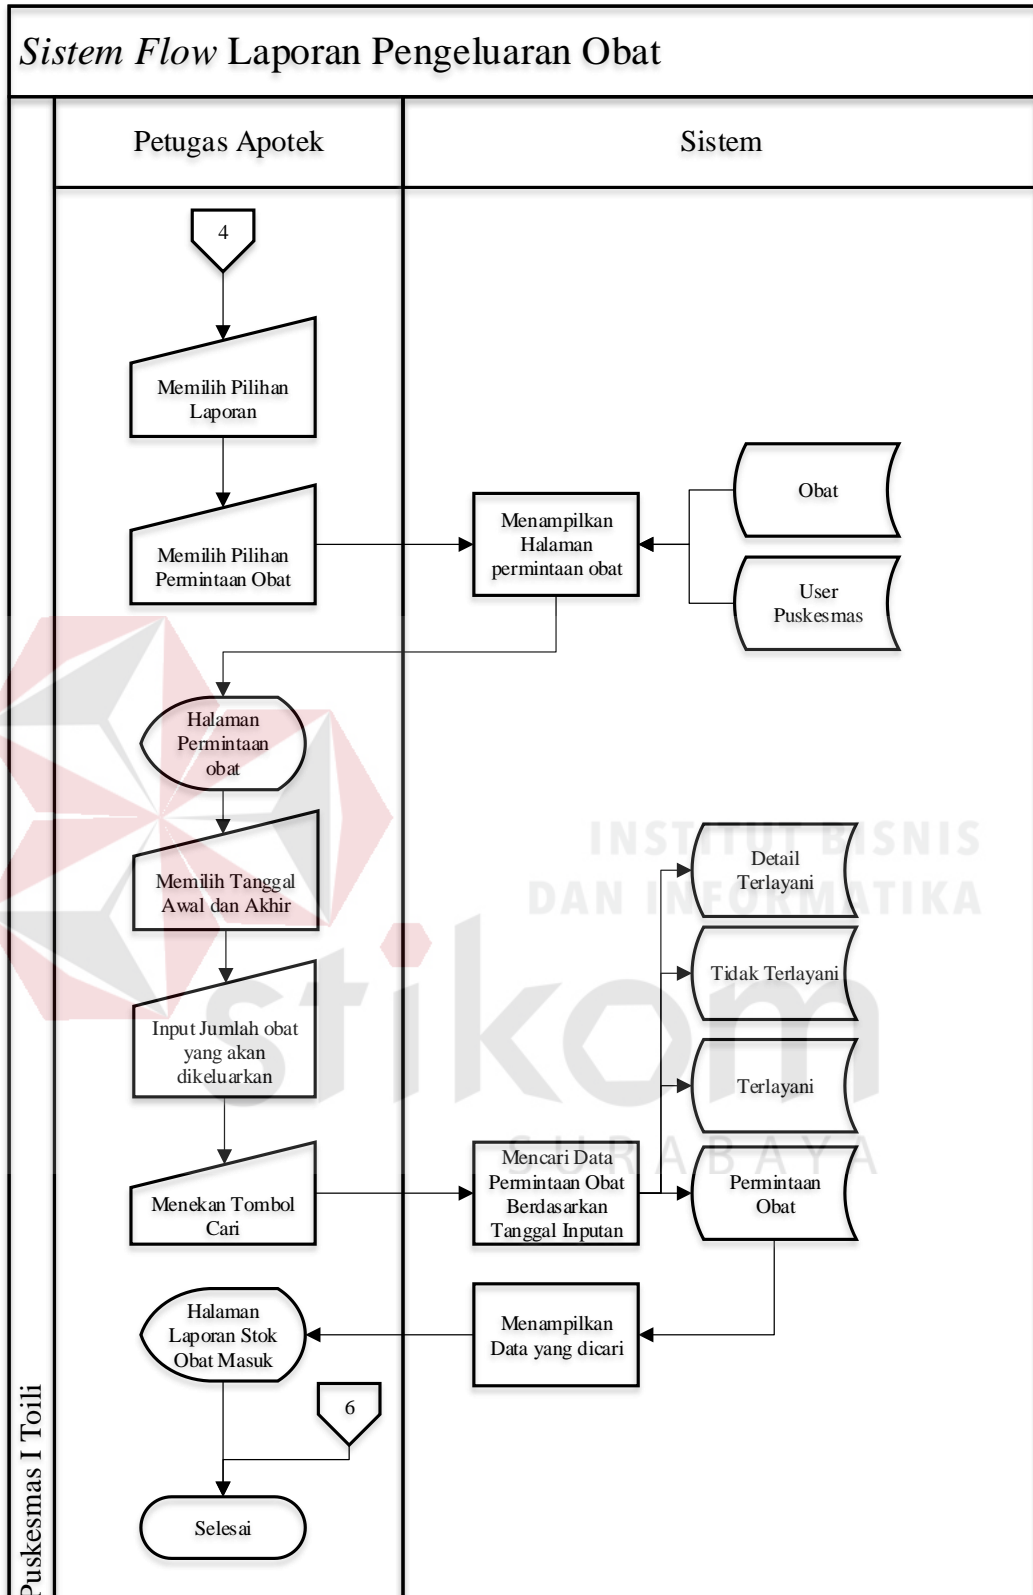 Sistem Flow Laporan Pengeluaran Obat
Petugas Apotek
Sistem
4
Memilih Pilihan
Laporan
Memilih Pilihan
Permintaan Obat
Menampilkan
Halaman
permintaan obat
Obat
User
Puskesmas
Halaman
Permintaan
obat
Memilih Tanggal
Awal dan Akhir
Input Jumlah obat
yang akan
dikeluarkan
Menekan Tombol
Cari
Mencari Data
Permintaan Obat
Berdasarkan
Tanggal Inputan
Detail
Terlayani
Tidak Terlayani
Terlayani
Permintaan
Obat
Menampilkan
Data yang dicari
Halaman
Laporan Stok
Obat Masuk
6
Selesai
Puskesmas I Toili
INSTITUT BISNIS
DAN INFORMATIKA
stikom
SURABAYA